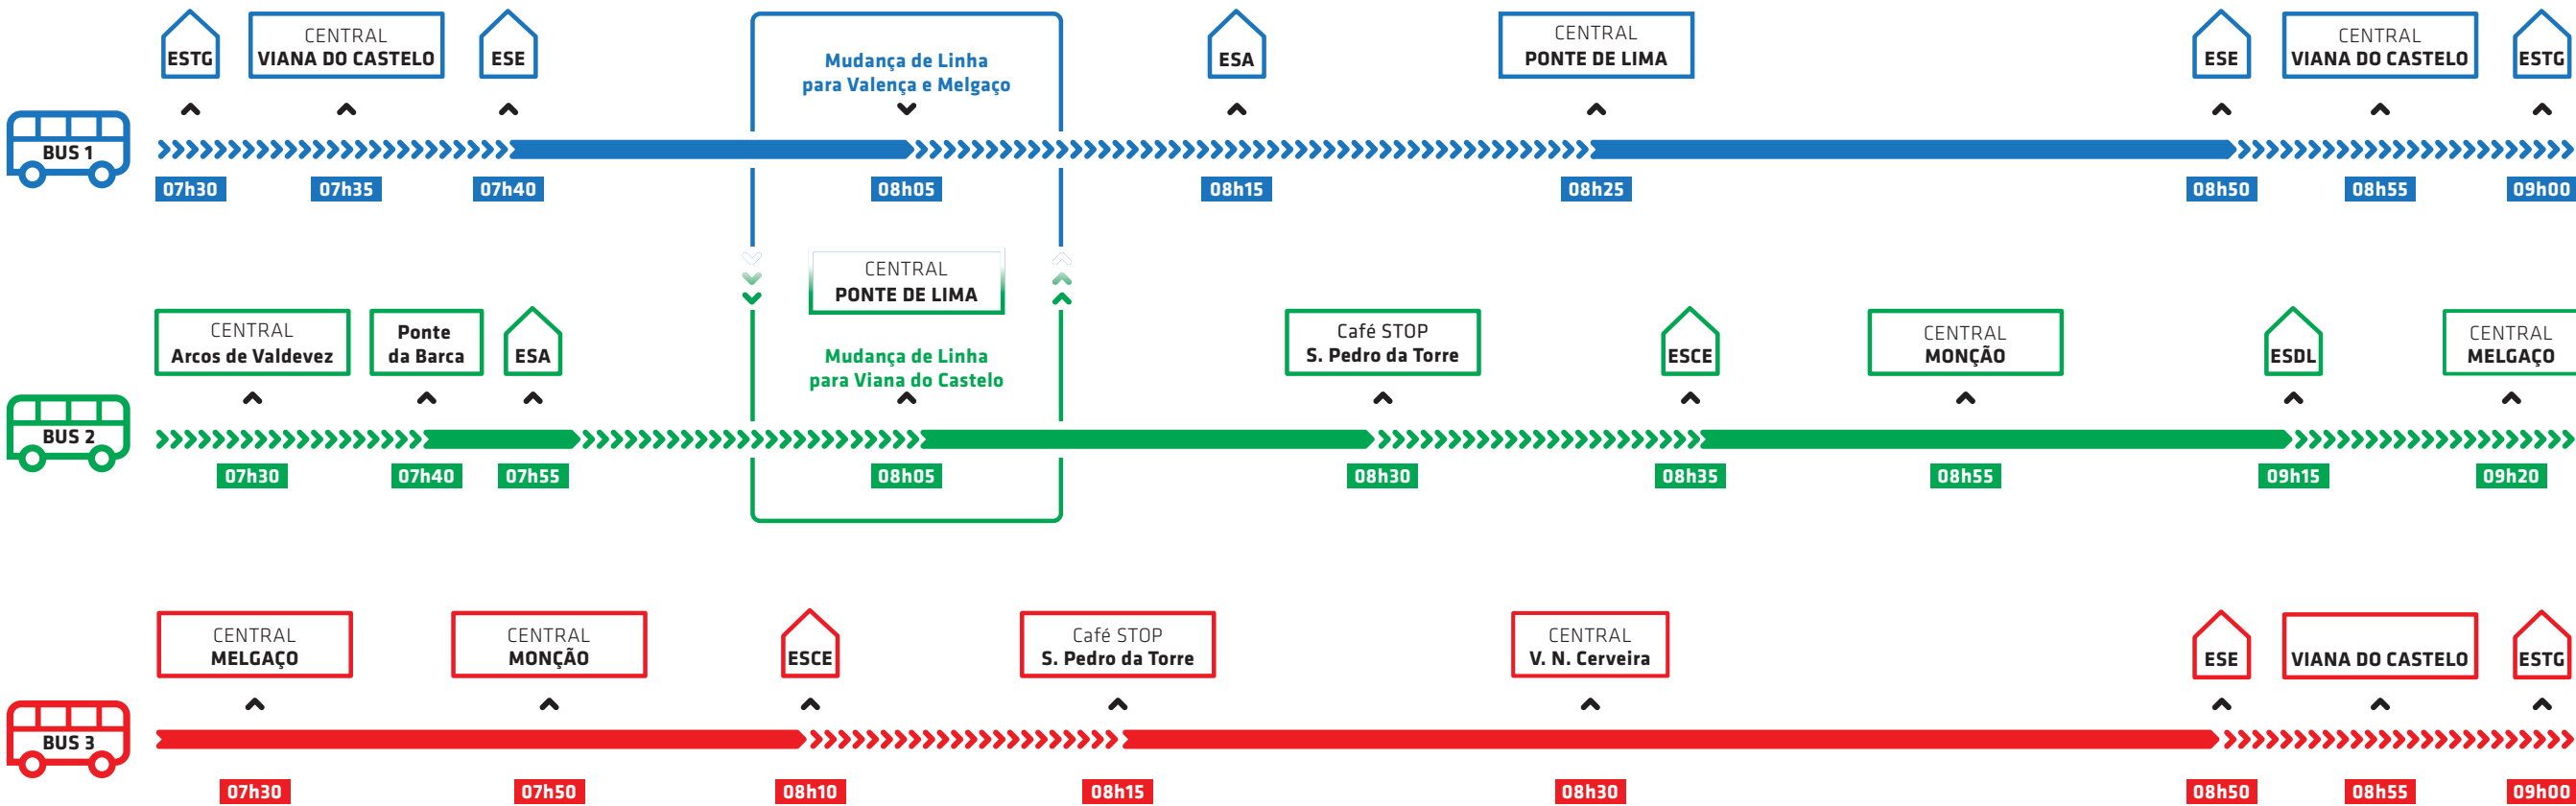 ESTG
CENTRAL
VIANA DO CASTELO
ESE
Mudança de Linha
para Valença e Melgaço
ESA
CENTRAL
PONTE DE LIMA
ESE
CENTRAL
VIANA DO CASTELO
ESTG
BUS 1
07h30
07h35
07h40
08h05
08h15
08h25
08h50
08h55
09h00
CENTRAL
PONTE DE LIMA
CENTRAL
Arcos de Valdevez
Ponte
da Barca
ESA
Mudança de Linha
para Viana do Castelo
Café STOP
S. Pedro da Torre
ESCE
CENTRAL
MONÇÃO
ESDL
CENTRAL
MELGAÇO
BUS 2
07h30
07h40
07h55
08h05
08h30
08h35
08h55
09h15
09h20
CENTRAL
MELGAÇO
CENTRAL
MONÇÃO
ESCE
Café STOP
S. Pedro da Torre
CENTRAL
V. N. Cerveira
ESE
VIANA DO CASTELO
ESTG
BUS 3
07h30
07h50
08h10
08h15
08h30
08h50
08h55
09h00